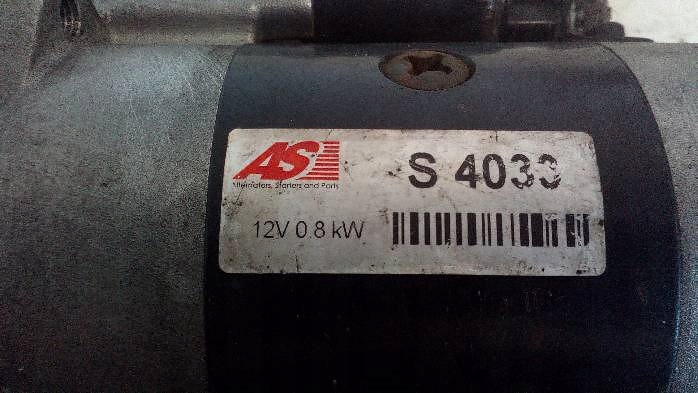 AS
Alternators, Starters and Parts
S 4033
12V 0.8 kW